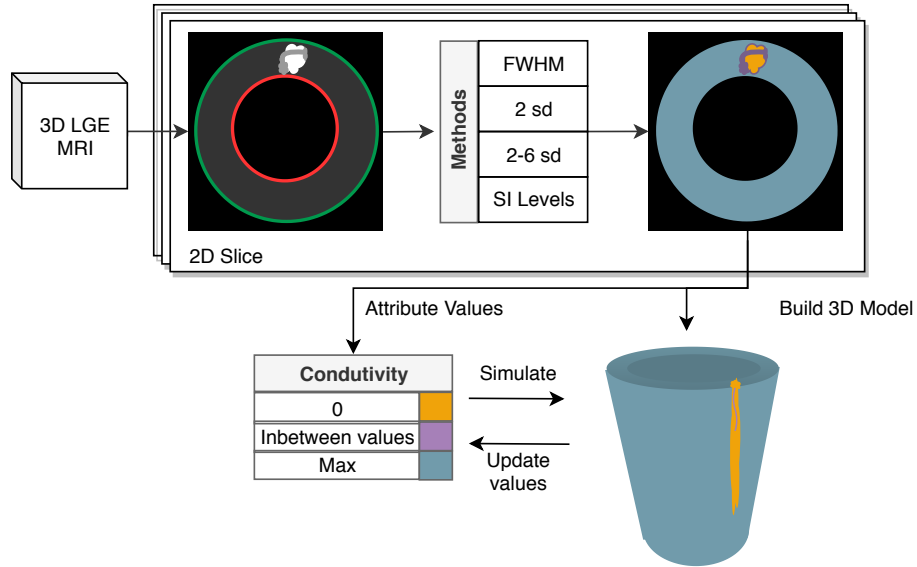 3D LGE
MRI
Methods
FWHM
2 sd
2-6 sd
SI Levels
2D Slice
Attribute Values
Build 3D Model
Condutivity
0
Inbetween values
Max
Simulate
Update
values